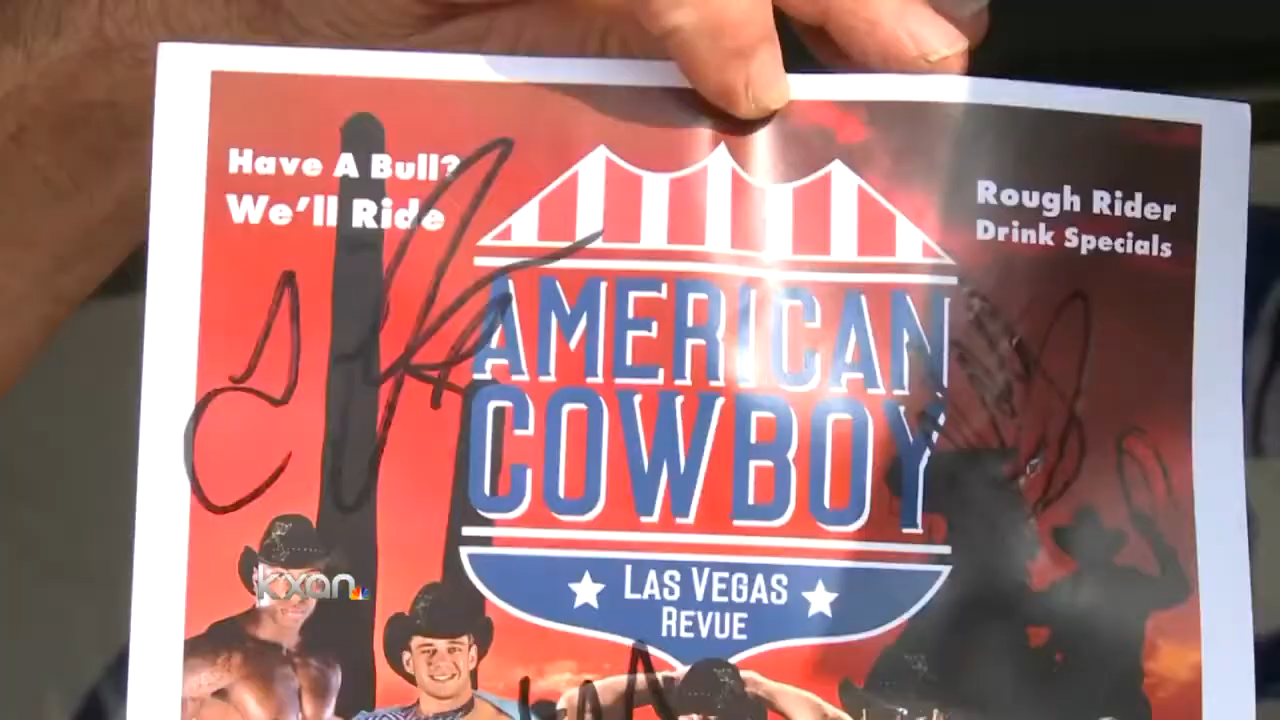 Have A Bull?
We'll Ride
Rough Rider
Drink Specials
AMERICAN
COWBOY
LAS VEGAS
REVUE
kxan